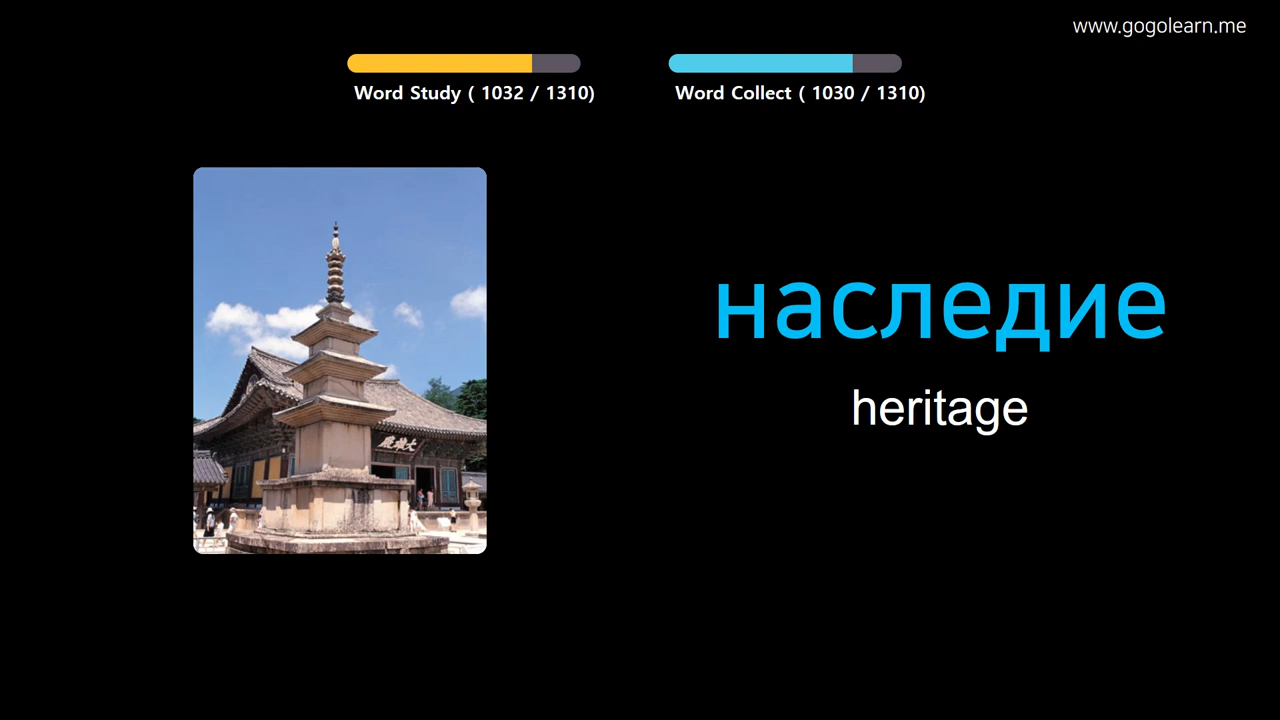 www.gogolearn.me
Word Study ( 1032 / 1310)
Word Collect ( 1030 / 1310)
наследие
heritage